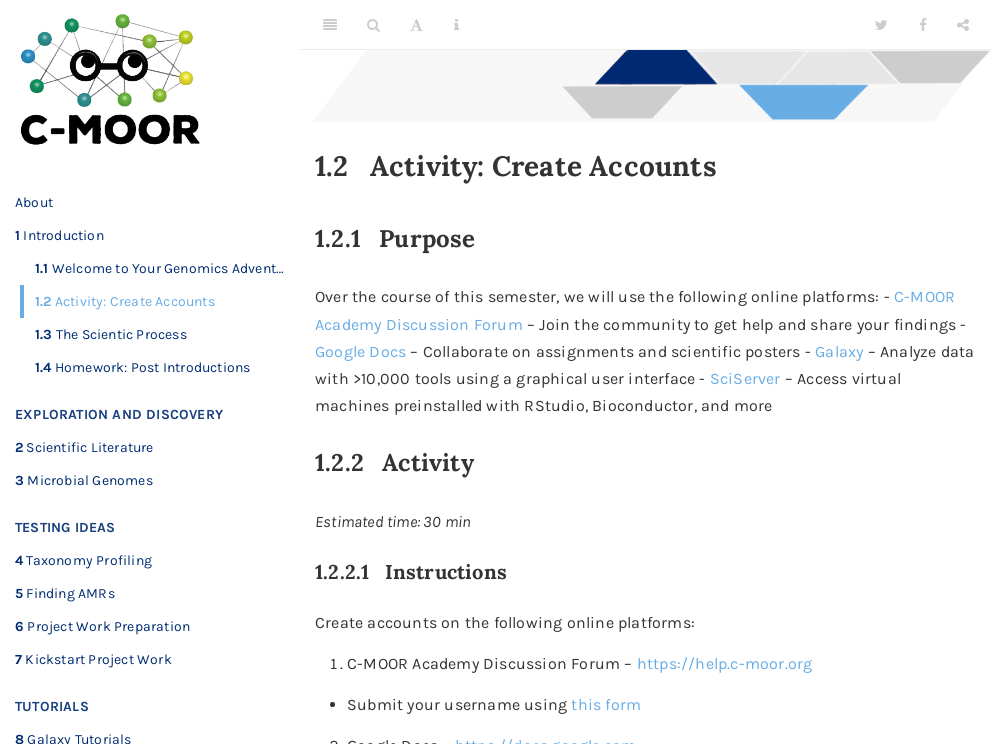 C-MOOR
About
1 Introduction
1.1 Welcome to Your Genomics Advent…
1.2 Activity: Create Accounts
1.3 The Scientic Process
1.4 Homework: Post Introductions
EXPLORATION AND DISCOVERY
2 Scientific Literature
3 Microbial Genomes
TESTING IDEAS
4 Taxonomy Profiling
5 Finding AMRs
6 Project Work Preparation
7 Kickstart Project Work
TUTORIALS
8 Galaxy Tutorials
1.2 Activity: Create Accounts
1.2.1 Purpose
Over the course of this semester, we will use the following online platforms: - C-MOOR
Academy Discussion Forum – Join the community to get help and share your findings -
Google Docs – Collaborate on assignments and scientific posters - Galaxy – Analyze data
with >10,000 tools using a graphical user interface - SciServer – Access virtual
machines preinstalled with RStudio, Bioconductor, and more
1.2.2 Activity
Estimated time: 30 min
1.2.2.1 Instructions
Create accounts on the following online platforms:
1. C-MOOR Academy Discussion Forum – https://help.c-moor.org
• Submit your username using this form
2. Google Docs – https://docs.google.com